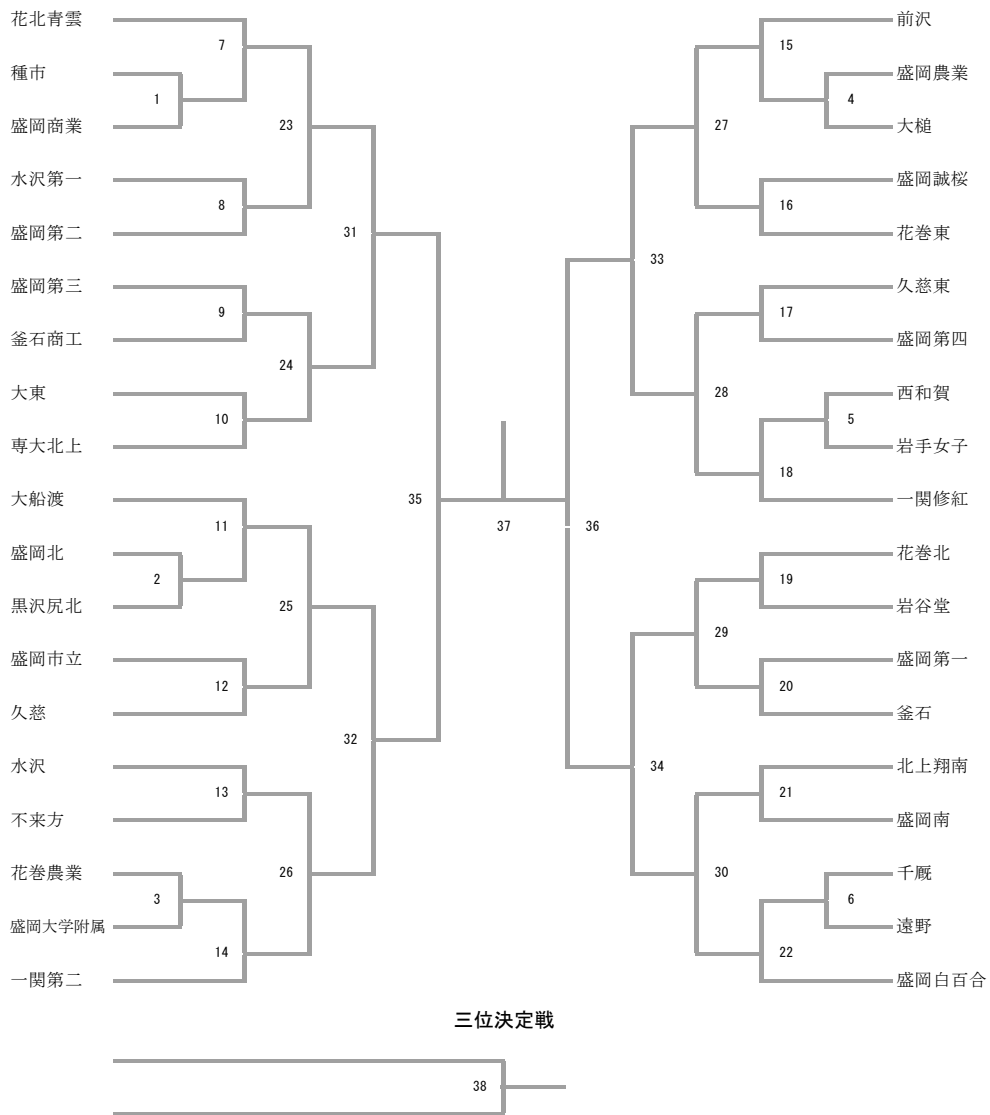 花北青雲
7
種市
1
盛岡商業
23
水沢第一
8
盛岡第二
31
盛岡第三
9
釜石商工
24
大東
10
専大北上
35
大船渡
11
盛岡北
2
黒沢尻北
25
盛岡市立
12
久慈
32
水沢
13
不来方
26
花巻農業
3
盛岡大学附属
14
一関第二
37
前沢
15
盛岡農業
4
大槌
27
盛岡誠桜
16
花巻東
33
久慈東
17
盛岡第四
28
西和賀
5
岩手女子
18
一関修紅
36
花巻北
19
岩谷堂
29
盛岡第一
20
釜石
34
北上翔南
21
盛岡南
30
千厩
6
遠野
22
盛岡白百合
三位決定戦
38